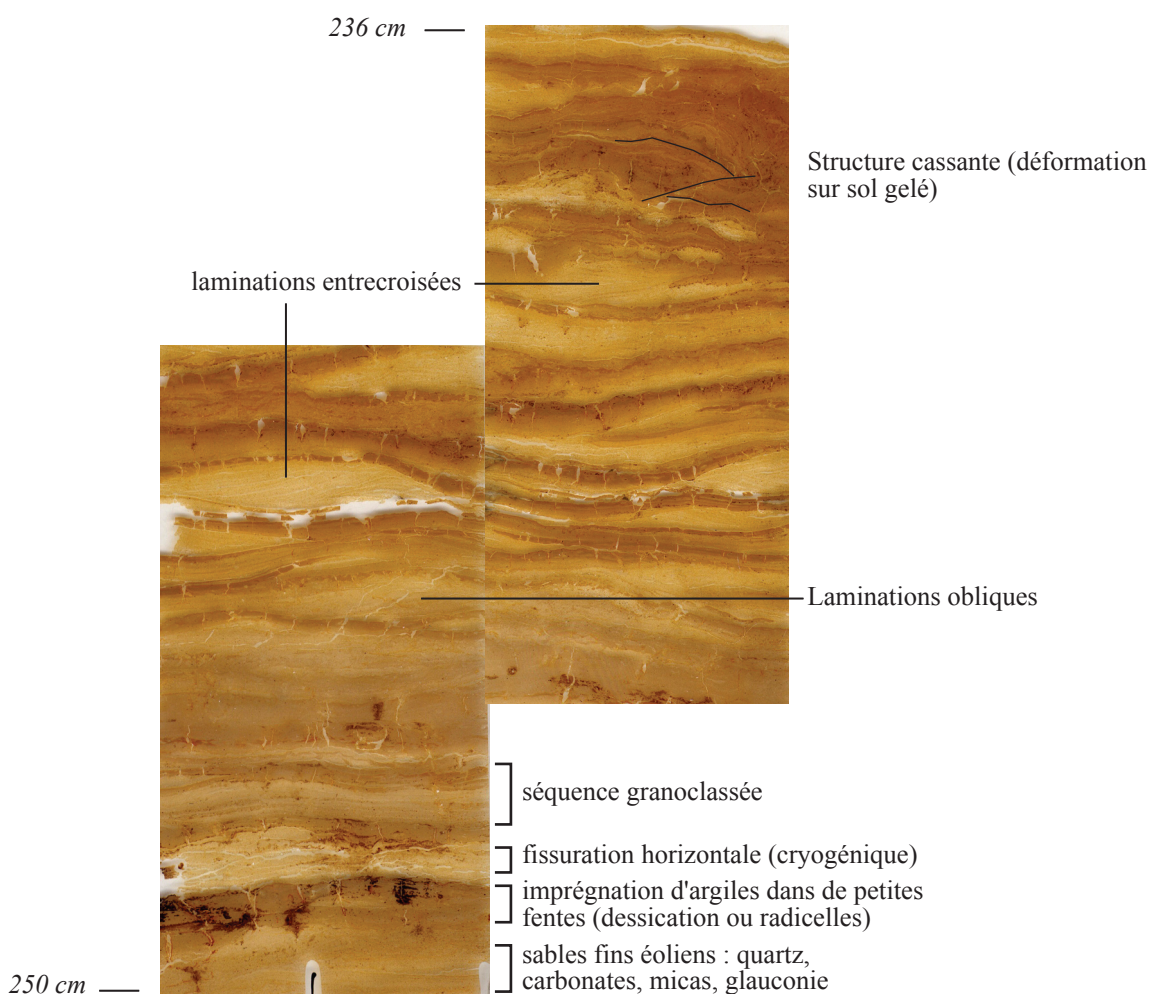 236 cm
Structure cassante (déformation
sur sol gelé)
laminations entrecroisées
Laminations obliques
séquence granoclassée
fissuration horizontale (cryogénique)
imprégnation d'argiles dans de petites
fentes (dessication ou radicelles)
sables fins éoliens : quartz,
carbonates, micas, glauconie
250 cm